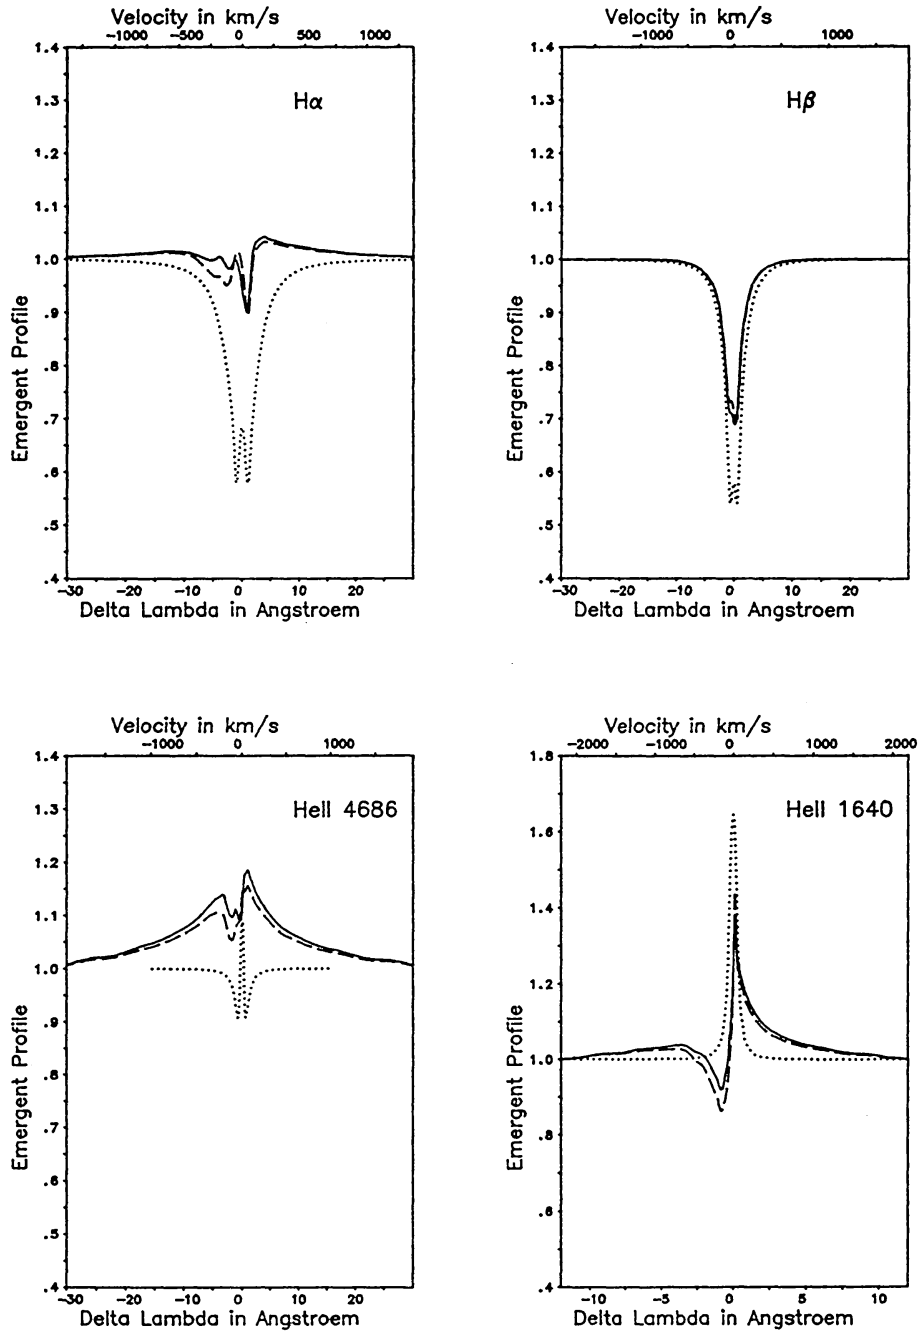 Velocity in km/s
-1000 -500 0 500 1000
1.4
1.3
1.2
1.1
1.0
.9
.8
.7
.6
.5
.4
Hα
Emergent Profile
-30 -20 -10 0 10 20
Delta Lambda in Angstroem
Velocity in km/s
-1000 0 1000
1.4
1.3
1.2
1.1
1.0
.9
.8
.7
.6
.5
.4
Hβ
Emergent Profile
-30 -20 -10 0 10 20
Delta Lambda in Angstroem
Velocity in km/s
-1000 0 1000
1.4
1.3
1.2
1.1
1.0
.9
.8
.7
.6
.5
.4
HeII 4686
Emergent Profile
-30 -20 -10 0 10 20
Delta Lambda in Angstroem
Velocity in km/s
-2000 -1000 0 1000 2000
1.8
1.6
1.4
1.2
1.0
.8
.6
.4
HeII 1640
Emergent Profile
-10 -5 0 5 10
Delta Lambda in Angstroem